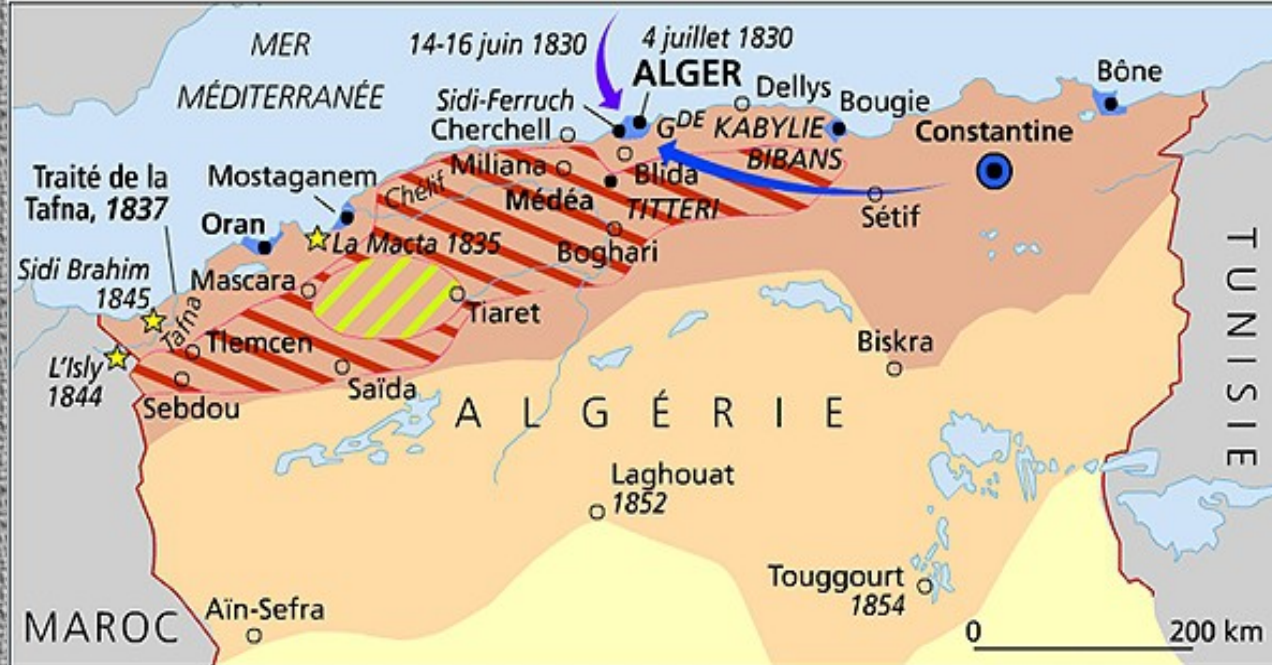 MER
MÉDITERRANÉE
14-16 juin 1830
4 juillet 1830
ALGER
Sidi-Ferruch
Cherchell
Dellys
Bougie
Bône
G DE KABYLIE
BIBANS
Constantine
Miliana
Blida
Médéa
TITTERI
Sétif
Boghari
Chélif
Traité de la
Tafna, 1837
Mostaganem
Oran
La Macta 1835
Sidi Brahim
1845
Mascara
Tiaret
Tafna
Tlemcen
L'Isly
1844
Sebdou
Saïda
Biskra
ALGÉRIE
TUNISIE
Laghouat
1852
Touggourt
1854
Aïn-Sefra
MAROC
0 200 km